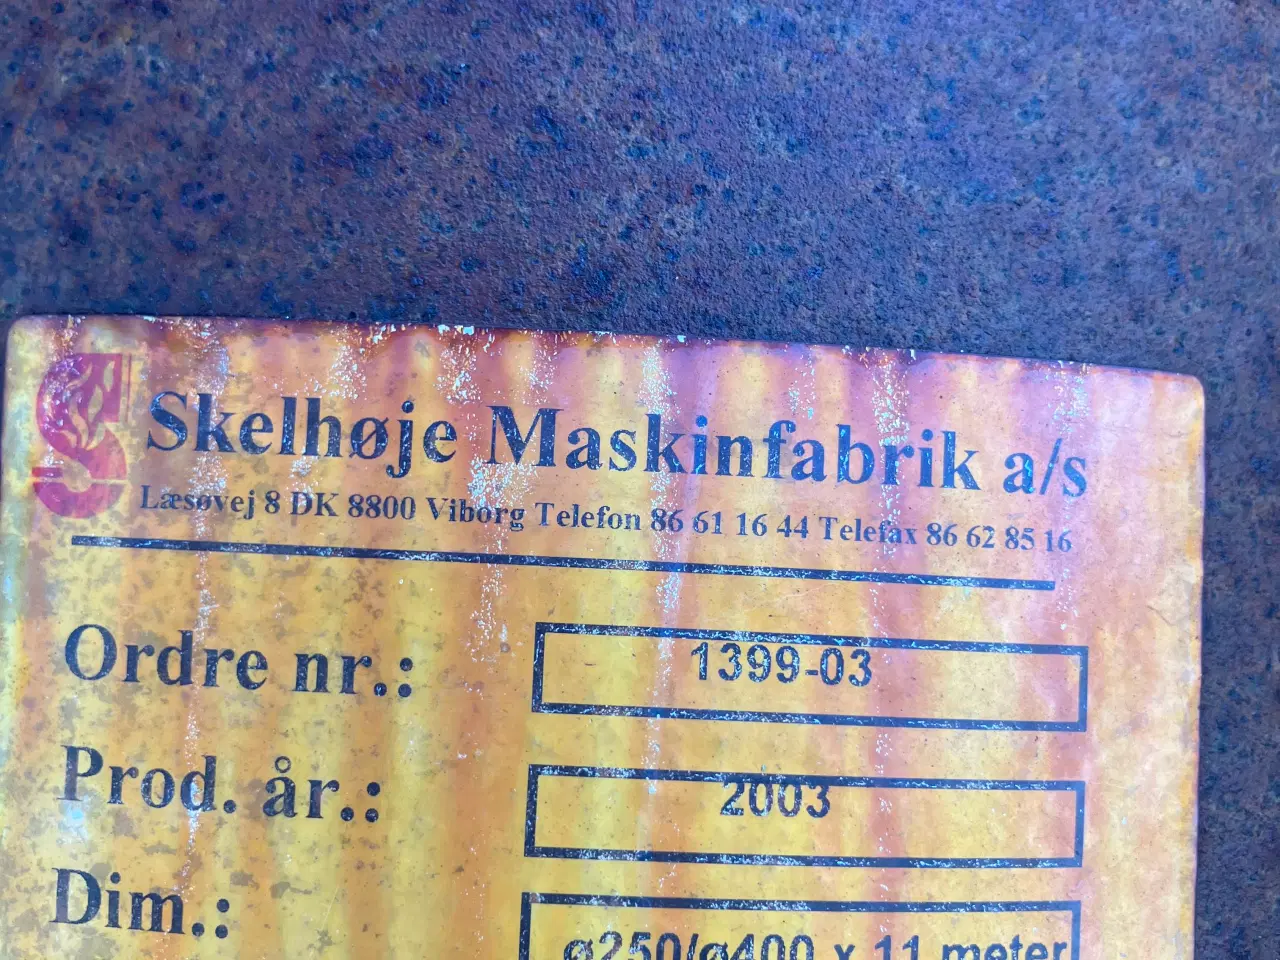 Skelhøje Maskinfabrik a/s
Læsøvej 8 DK 8800 Viborg Telefon 86 61 16 44 Telefax 86 62 85 16
Ordre nr.: 1399-03
Prod. år.: 2003
Dim.: ø250/ø400 x 11 meter